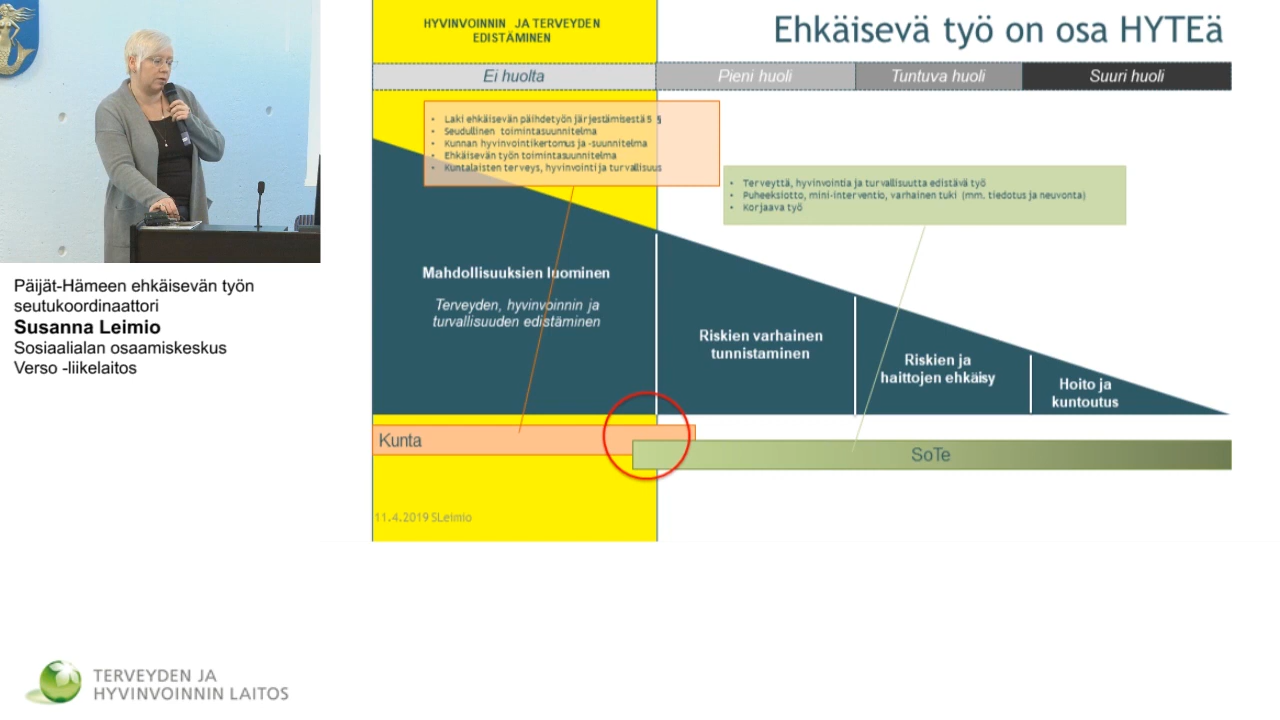 Päijät-Hämeen ehkäisevän työn
seutukoordinaattori
Susanna Leimio
Sosiaalialan osaamiskeskus
Verso -liikelaitos
Ehkäisevä työ on osa HYTEä
HYVINVOINNIN JA TERVEYDEN
EDISTÄMINEN
Ei huolta
Pieni huoli
Tuntuva huoli
Suuri huoli
• Laki ehkäisevän päihdetyön järjestämisestä 5 §
• Seudullinen toimintasuunnitelma
• Kunnan hyvinvointikertomus ja -suunnitelma
• Ehkäisevän työn toimintasuunnitelma
• Kuntalaisten terveys, hyvinvointi ja turvallisuus
• Terveyttä, hyvinvointia ja turvallisuutta edistävä työ
• Puheeksiotto, mini-interventio, varhainen tuki (mm. tiedotus ja neuvonta)
• Korjaava työ
Mahdollisuuksien luominen
Terveyden, hyvinvoinnin ja
turvallisuuden edistäminen
Riskien varhainen
tunnistaminen
Riskien ja
haittojen ehkäisy
Hoito ja
kuntoutus
Kunta
SoTe
11.4.2019 SLeimio
TERVEYDEN JA
HYVINVOINNIN LAITOS